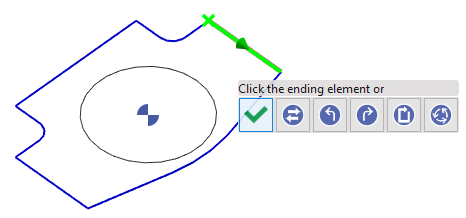 Click the ending element or